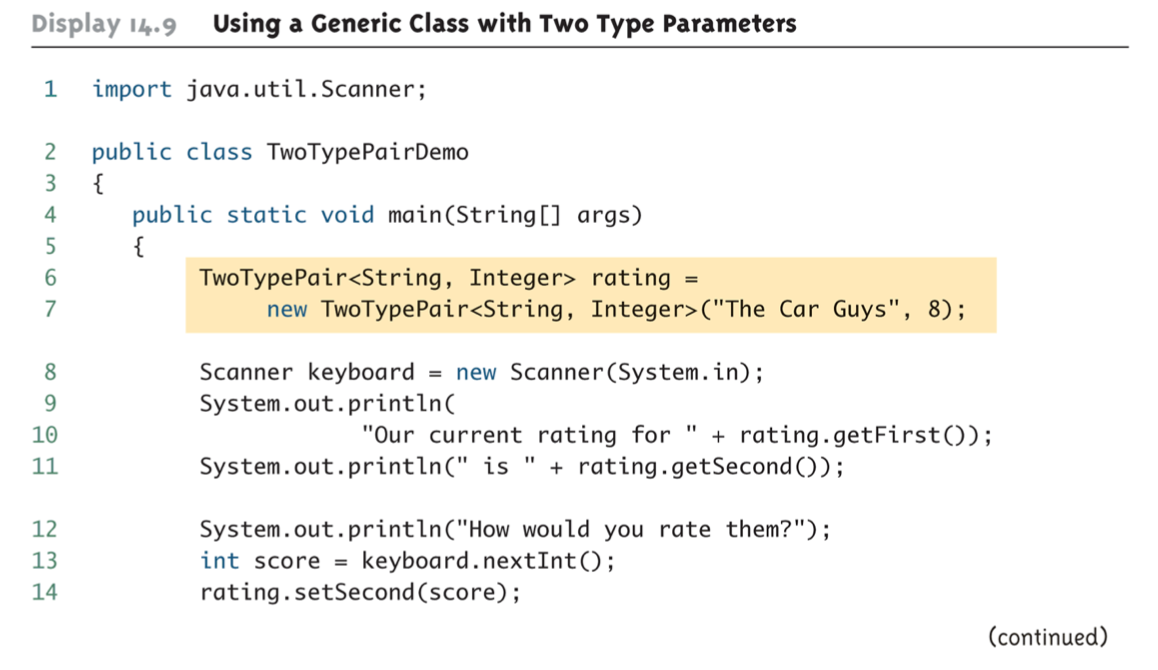 Display 14.9 Using a Generic Class with Two Type Parameters
1 import java.util.Scanner;
2 public class TwoTypePairDemo
3 {
4 public static void main(String[] args)
5 {
6 TwoTypePair<String, Integer> rating =
7 new TwoTypePair<String, Integer>("The Car Guys", 8);
8 Scanner keyboard = new Scanner(System.in);
9 System.out.println(
10 "Our current rating for " + rating.getFirst());
11 System.out.println(" is " + rating.getSecond());
12 System.out.println("How would you rate them?");
13 int score = keyboard.nextInt();
14 rating.setSecond(score);
(continued)